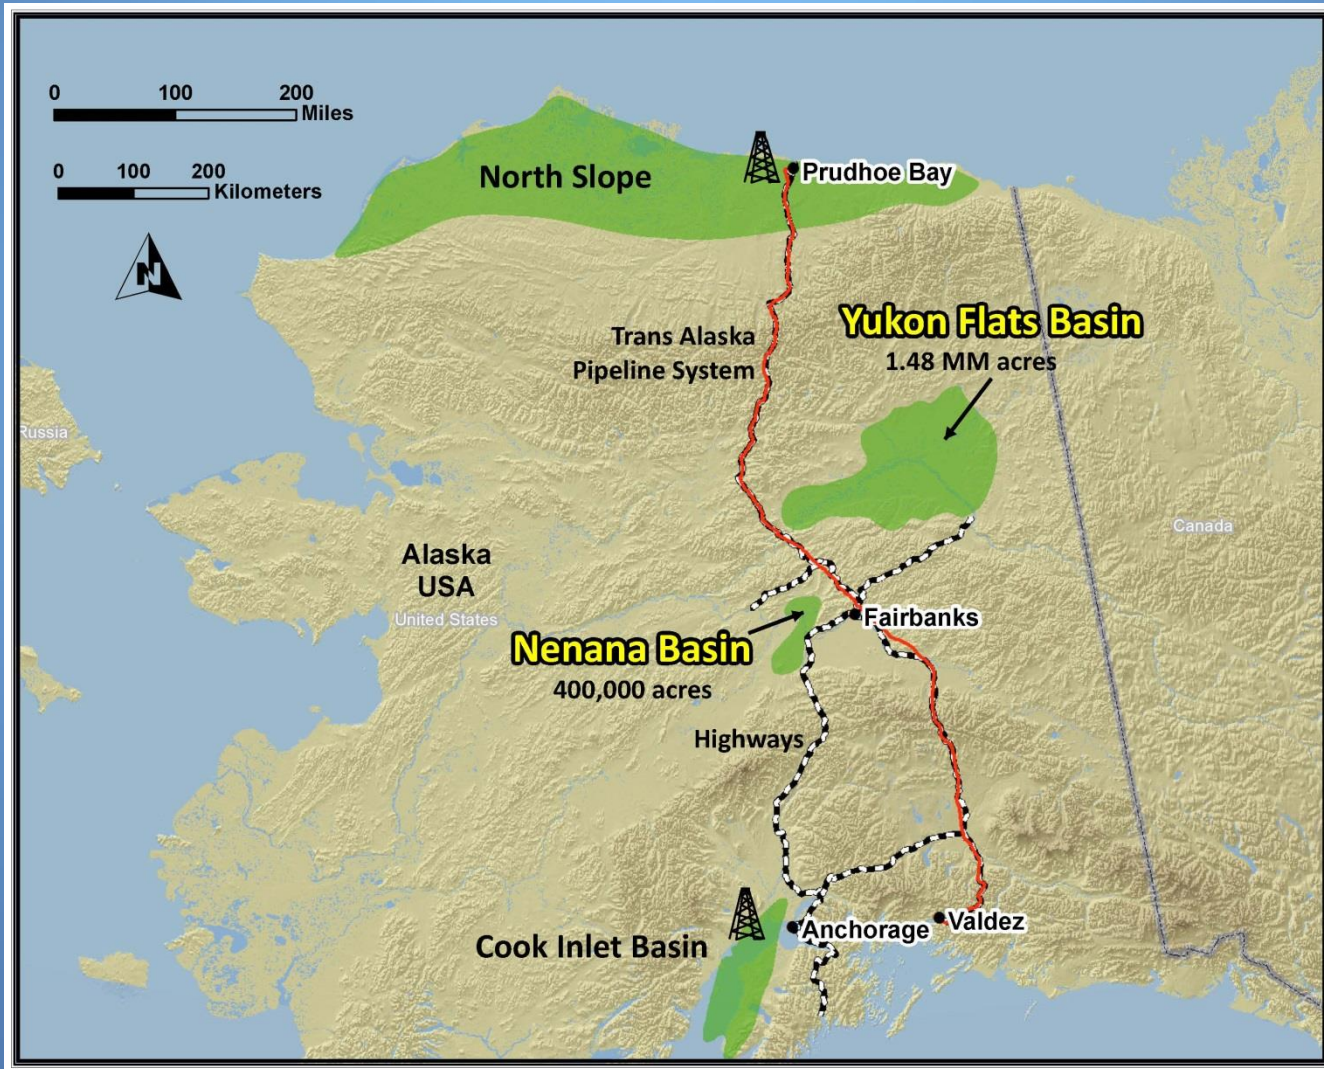 0 100 200
Miles
0 100 200
Kilometers
N
North Slope
Prudhoe Bay
Yukon Flats Basin
1.48 MM acres
Trans Alaska
Pipeline System
Russia
Canada
Alaska
USA
United States
Fairbanks
Nenana Basin
400,000 acres
Highways
Cook Inlet Basin
Anchorage
Valdez